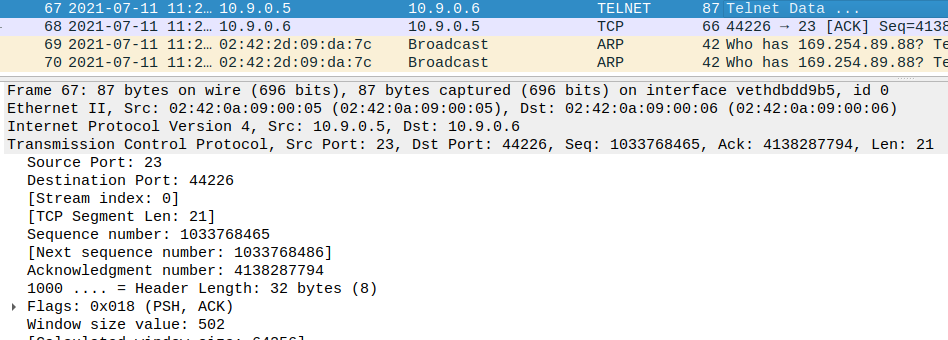 67 2021-07-11 11:2… 10.9.0.5 10.9.0.6 TELNET 87 Telnet Data ...
68 2021-07-11 11:2… 10.9.0.6 10.9.0.5 TCP 66 44226 → 23 [ACK] Seq=4138
69 2021-07-11 11:2… 02:42:2d:09:da:7c Broadcast ARP 42 Who has 169.254.89.88? Te
70 2021-07-11 11:2… 02:42:2d:09:da:7c Broadcast ARP 42 Who has 169.254.89.88? Te
Frame 67: 87 bytes on wire (696 bits), 87 bytes captured (696 bits) on interface vethdbdd9b5, id 0
Ethernet II, Src: 02:42:0a:09:00:05 (02:42:0a:09:00:05), Dst: 02:42:0a:09:00:06 (02:42:0a:09:00:06)
Internet Protocol Version 4, Src: 10.9.0.5, Dst: 10.9.0.6
Transmission Control Protocol, Src Port: 23, Dst Port: 44226, Seq: 1033768465, Ack: 4138287794, Len: 21
Source Port: 23
Destination Port: 44226
[Stream index: 0]
[TCP Segment Len: 21]
Sequence number: 1033768465
[Next sequence number: 1033768486]
Acknowledgment number: 4138287794
1000 .... = Header Length: 32 bytes (8)
Flags: 0x018 (PSH, ACK)
Window size value: 502
[Calculated window size: 64256]